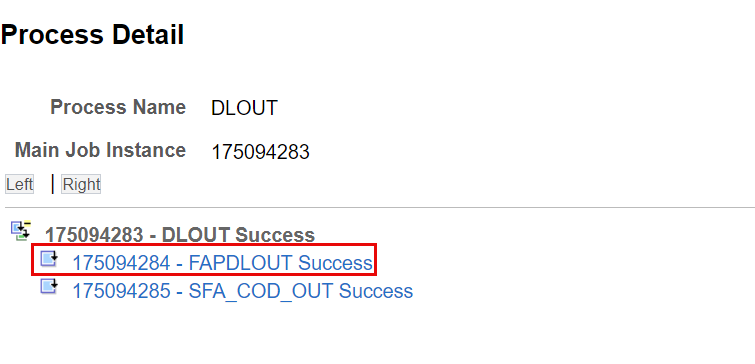 Process Detail
Process Name DLOUT
Main Job Instance 175094283
Left | Right
175094283 - DLOUT Success
175094284 - FAPDLOUT Success
175094285 - SFA_COD_OUT Success